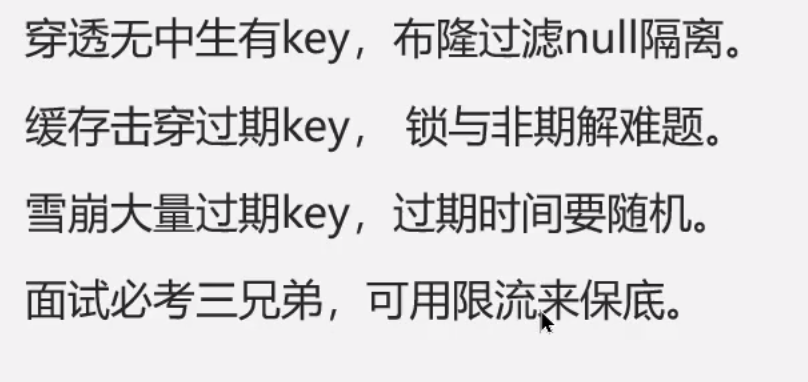 穿透无中生有key，布隆过滤null隔离。
缓存击穿过期key， 锁与非期解难题。
雪崩大量过期key，过期时间要随机。
面试必考三兄弟，可用限流来保底。